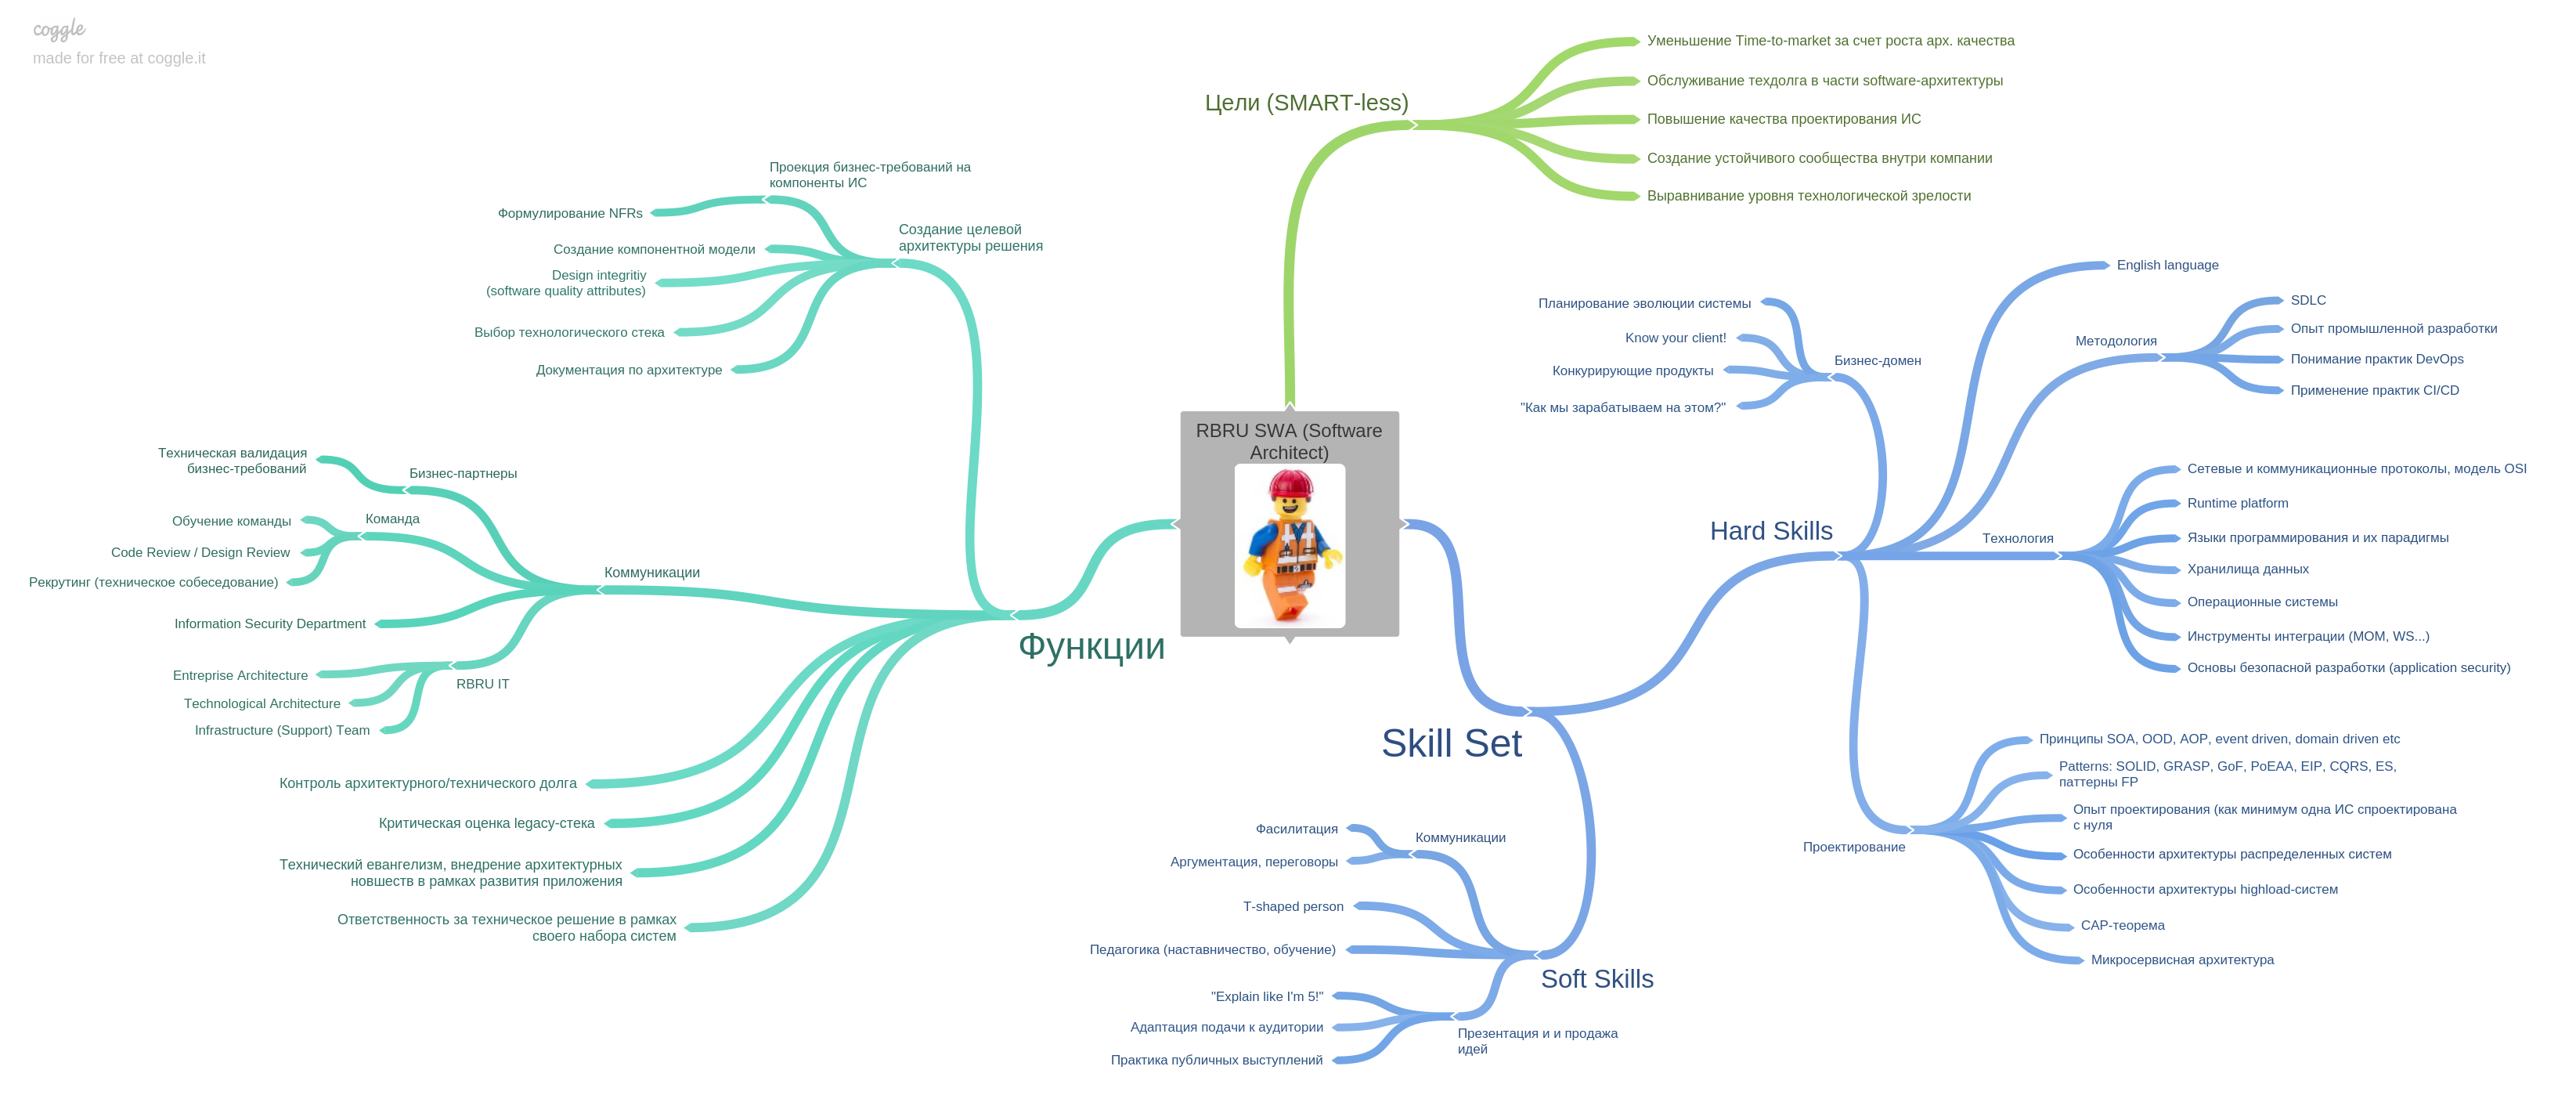 coggle
made for free at coggle.it
RBRU SWA (Software
Architect)
Цели (SMART-less)
Уменьшение Time-to-market за счет роста арх. качества
Обслуживание техдолга в части software-архитектуры
Повышение качества проектирования ИС
Создание устойчивого сообщества внутри компании
Выравнивание уровня технологической зрелости
Skill Set
Hard Skills
English language
Методология
SDLC
Опыт промышленной разработки
Понимание практик DevOps
Применение практик CI/CD
Бизнес-домен
Планирование эволюции системы
Know your client!
Конкурирующие продукты
"Как мы зарабатываем на этом?"
Технология
Сетевые и коммуникационные протоколы, модель OSI
Runtime platform
Языки программирования и их парадигмы
Хранилища данных
Операционные системы
Инструменты интеграции (MOM, WS...)
Основы безопасной разработки (application security)
Проектирование
Принципы SOA, OOD, AOP, event driven, domain driven etc
Patterns: SOLID, GRASP, GoF, PoEAA, EIP, CQRS, ES,
паттерны FP
Опыт проектирования (как минимум одна ИС спроектирована
с нуля
Особенности архитектуры распределенных систем
Особенности архитектуры highload-систем
CAP-теорема
Микросервисная архитектура
Soft Skills
Коммуникации
Фасилитация
Аргументация, переговоры
T-shaped person
Педагогика (наставничество, обучение)
Презентация и и продажа
идей
"Explain like I'm 5!"
Адаптация подачи к аудитории
Практика публичных выступлений
Функции
Создание целевой
архитектуры решения
Проекция бизнес-требований на
компоненты ИС
Формулирование NFRs
Создание компонентной модели
Design integritiy
(software quality attributes)
Выбор технологического стека
Документация по архитектуре
Коммуникации
Бизнес-партнеры
Техническая валидация
бизнес-требований
Команда
Обучение команды
Code Review / Design Review
Рекрутинг (техническое собеседование)
Information Security Department
RBRU IT
Entreprise Architecture
Technological Architecture
Infrastructure (Support) Team
Контроль архитектурного/технического долга
Критическая оценка legacy-стека
Технический евангелизм, внедрение архитектурных
новшеств в рамках развития приложения
Ответственность за техническое решение в рамках
своего набора систем